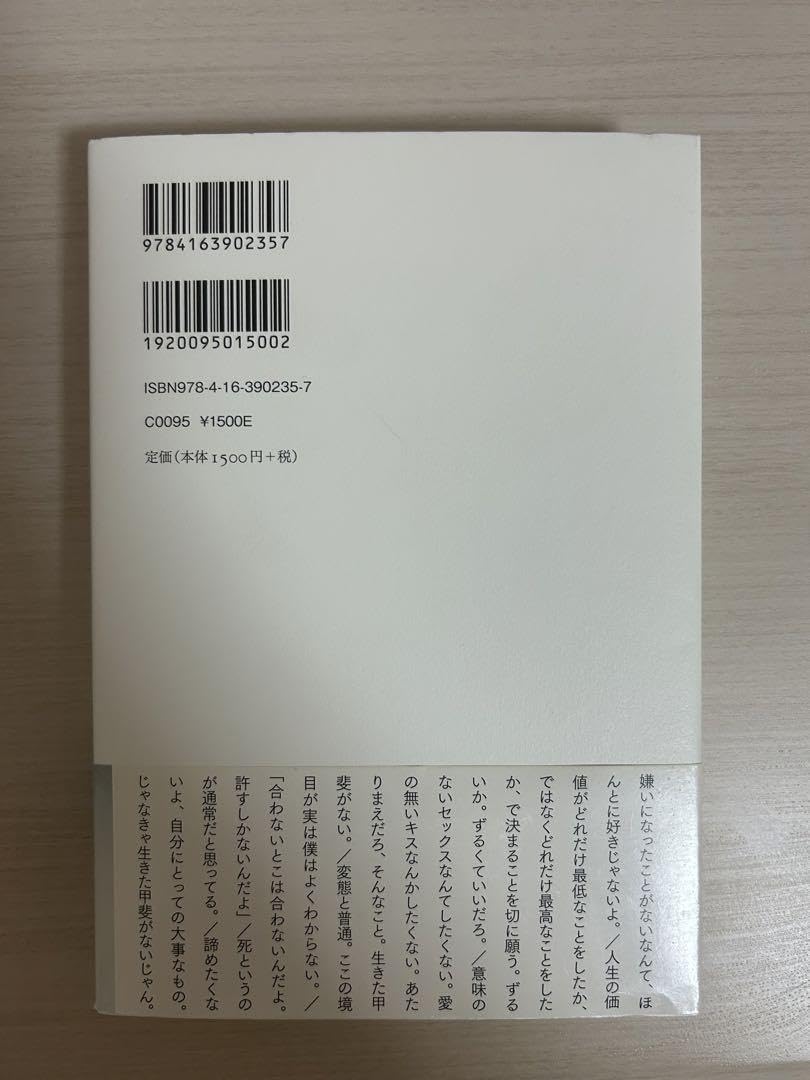 9784163902357
1920095015002
ISBN978-4-16-390235-7
C0095 ¥1500E
定価(本体1500円+税)
嫌いになったことがないなんて、ほ
んとに好きじゃないよ。／人生の価
値がどれだけ最低なことをしたか、
ではなくどれだけ最高なことをした
か、で決まることを切に願う。ずる
いか。ずるくていいだろ。／意味の
ないセックスなんてしたくない。愛
の無いキスなんかしたくない。あた
りまえだろ、そんなこと。生きた甲
斐がない。／変態と普通。ここの境
目が実は僕はよくわからない。／
「合わないとこは合わないんだよ。
許すしかないんだよ」／死というの
が通常だと思ってる。／諦めたくな
いよ、自分にとっての大事なもの。
じゃなきゃ生きた甲斐がないじゃん。